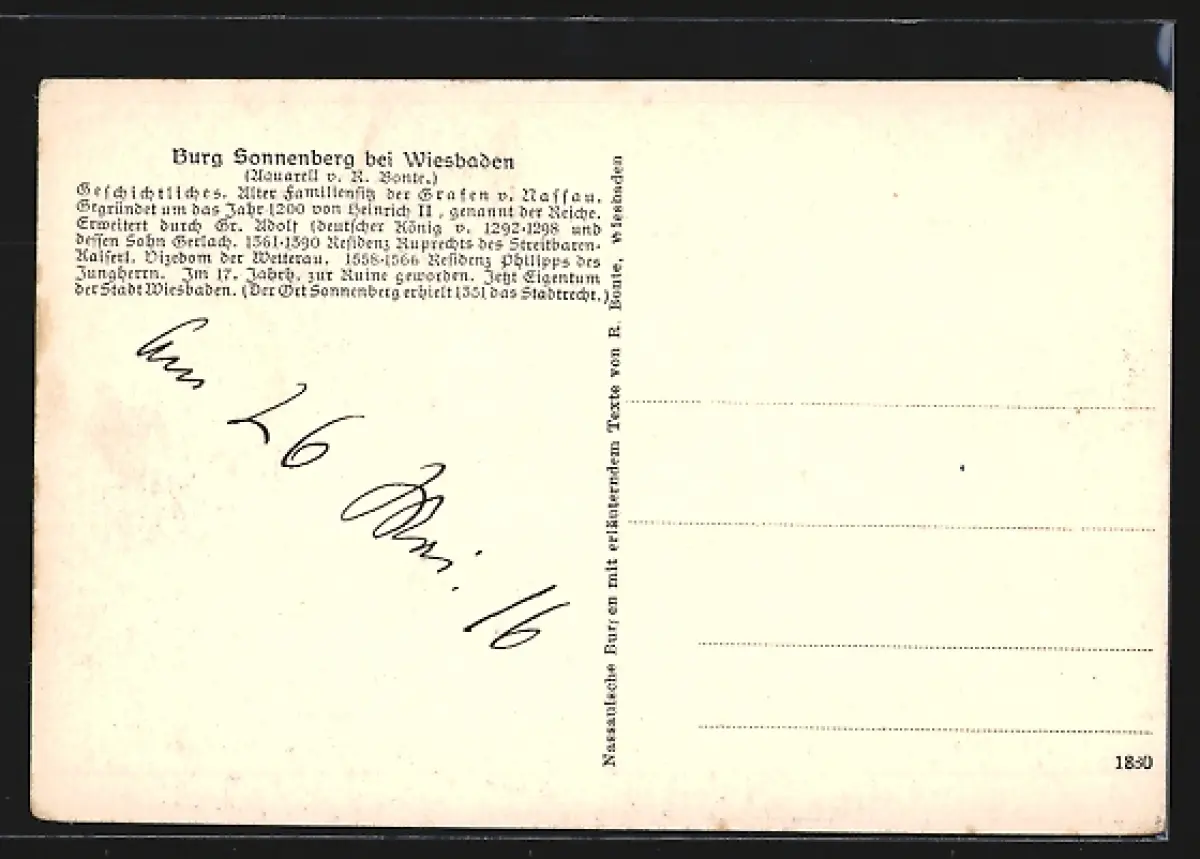 Burg Sonnenberg bei Wiesbaden
(Aquarell v. R. Bonte.)
Geschichtliches. Alter Familiensitz der Grafen v. Nassau.
Gegründet um das Jahr 1200 von Heinrich II, genannt der Reiche.
Erweitert durch Gr. Adolf (deutscher König v. 1292-1298 und
dessen Sohn Gerlach. 1361-1390 Residenz Ruprechts des Streitbaren-
Kaiserl. Vizedom der Wetterau. 1558-1566 Residenz Philipps des
Jungherrn. Im 17. Jahrh. zur Ruine geworden. Jetzt Eigentum
der Stadt Wiesbaden. (Der Ort Sonnenberg erhielt 1351 das Stadtrecht.)
Am 26 Mai. 16
Nassauische Burgen mit erläuterndem Texte von R. Bonte, Wiesbaden
1880